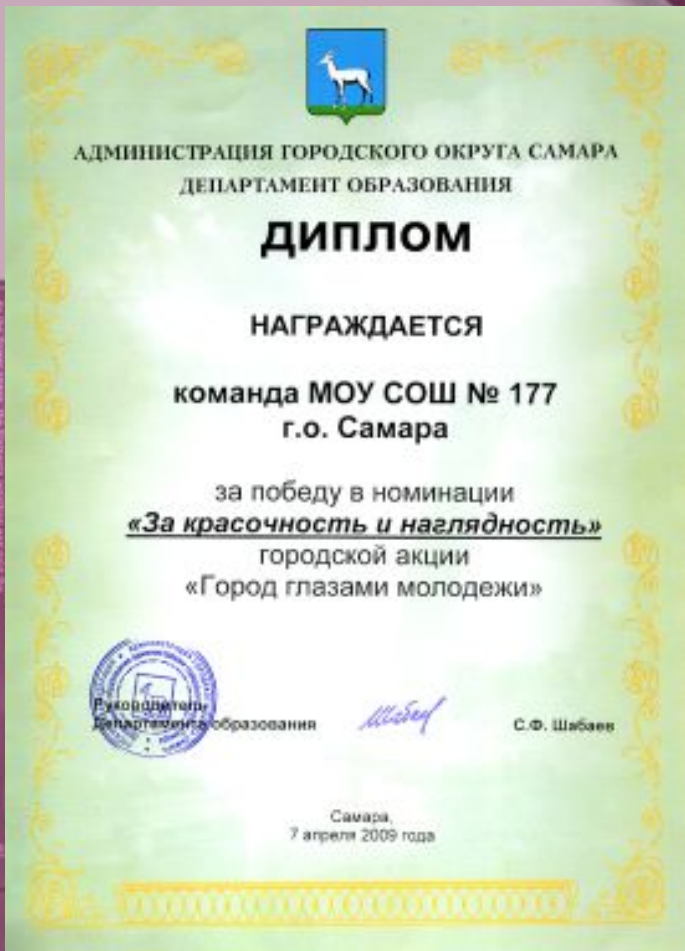 АДМИНИСТРАЦИЯ ГОРОДСКОГО ОКРУГА САМАРА
ДЕПАРТАМЕНТ ОБРАЗОВАНИЯ
ДИПЛОМ
НАГРАЖДАЕТСЯ
команда МОУ СОШ № 177
г.о. Самара
за победу в номинации
«За красочность и наглядность»
городской акции
«Город глазами молодежи»
Руководитель
Департамента образования
С.Ф. Шабаев
Самара,
7 апреля 2009 года